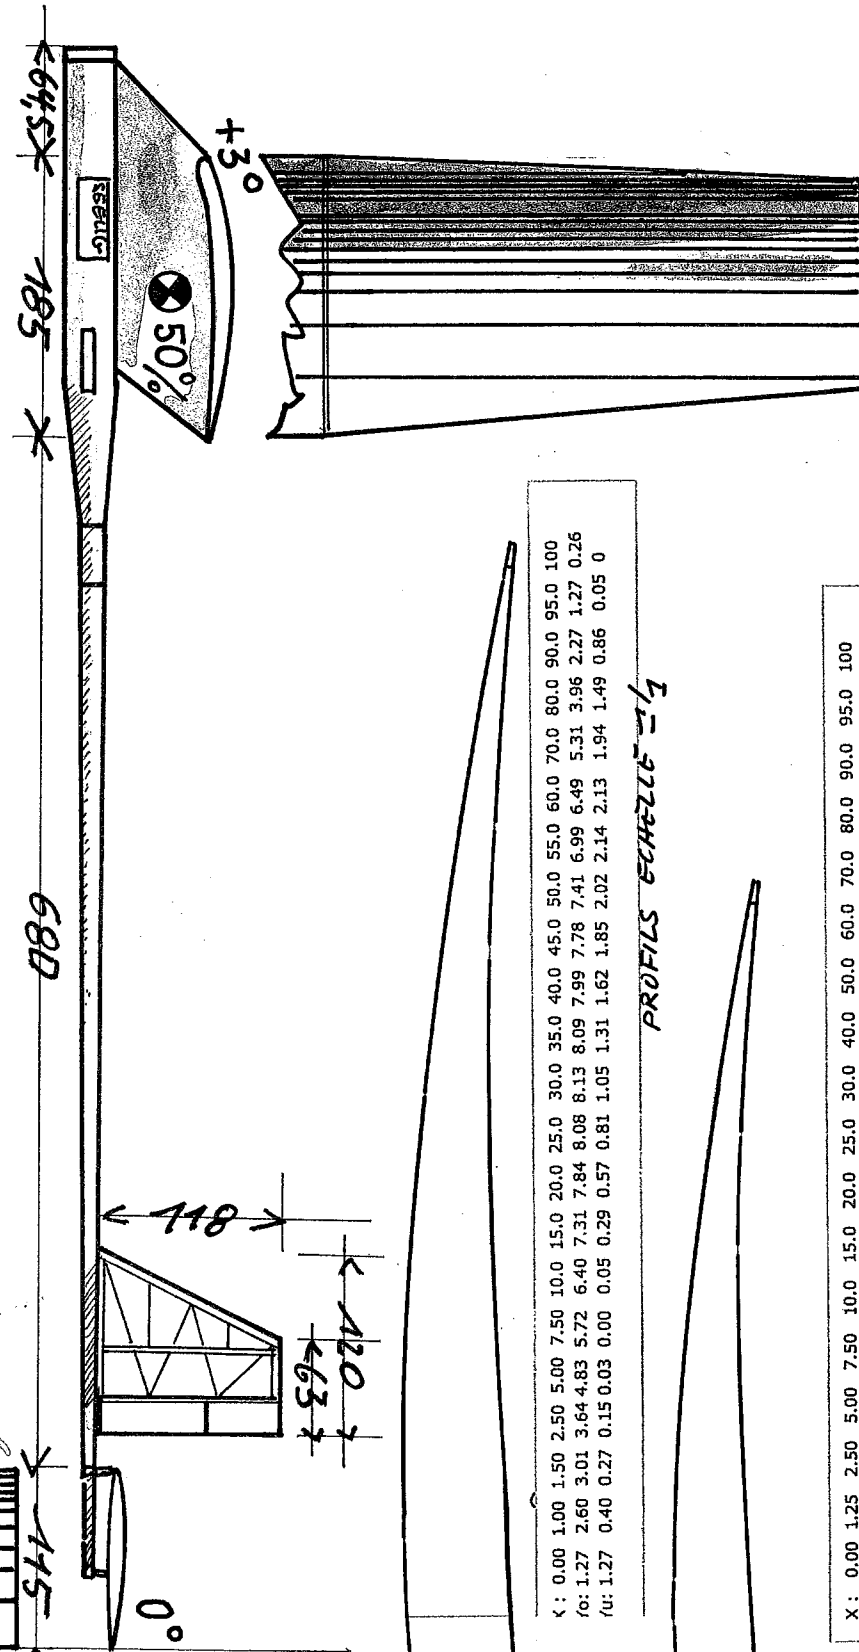 64,5
185
680
115
+3°
50%
0°
118
120
63
X : 0.00 1.00 1.50 2.50 5.00 7.50 10.0 15.0 20.0 25.0 30.0 35.0 40.0 45.0 50.0 55.0 60.0 70.0 80.0 90.0 95.0 100
Yo: 1.27 2.60 3.01 3.64 4.83 5.72 6.40 7.31 7.84 8.08 8.13 8.09 7.99 7.78 7.41 6.99 6.49 5.31 3.96 2.27 1.27 0.26
Yu: 1.27 0.40 0.27 0.15 0.03 0.00 0.05 0.29 0.57 0.81 1.05 1.31 1.62 1.85 2.02 2.14 2.13 1.94 1.49 0.86 0.05 0
PROFILS ECHELLE = 1/1
X : 0.00 1.25 2.50 5.00 7.50 10.0 15.0 20.0 25.0 30.0 40.0 50.0 60.0 70.0 80.0 90.0 95.0 100